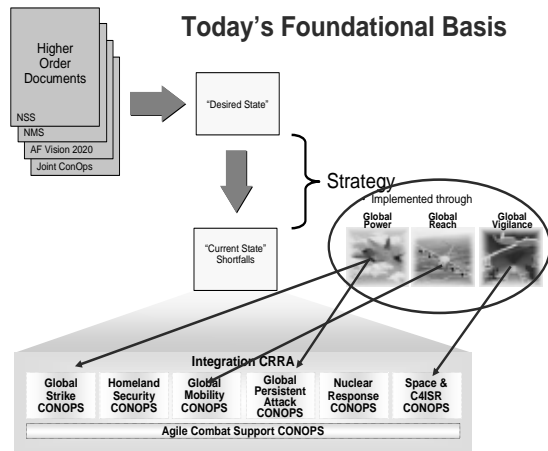 Today's Foundational Basis
Higher
Order
Documents
NSS
NMS
AF Vision 2020
Joint ConOps
"Desired State"
Strategy
• Implemented through
Global
Power
Global
Reach
Global
Vigilance
"Current State"
Shortfalls
Integration CRRA
Global
Strike
CONOPS
Homeland
Security
CONOPS
Global
Mobility
CONOPS
Global
Persistent
Attack
CONOPS
Nuclear
Response
CONOPS
Space &
C4ISR
CONOPS
Agile Combat Support CONOPS